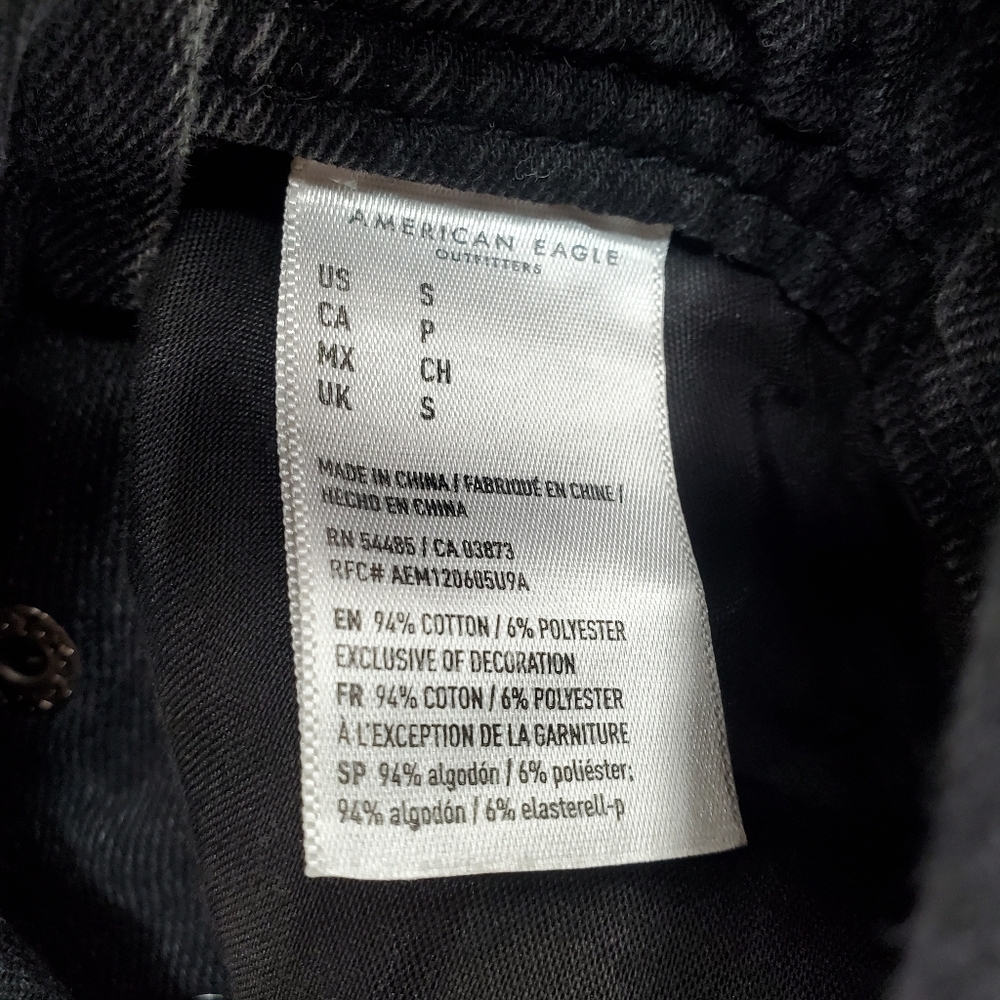 AMERICAN EAGLE
OUTFITTERS
US S
CA P
MX CH
UK S
MADE IN CHINA / FABRIQUÉ EN CHINE /
HECHO EN CHINA
RN 54485 / CA 03873
RFC# AEM120605U9A
EN 94% COTTON / 6% POLYESTER
EXCLUSIVE OF DECORATION
FR 94% COTON / 6% POLYESTER
À L'EXCEPTION DE LA GARNITURE
SP 94% algodón / 6% poliéster;
94% algodón / 6% elasterell-p